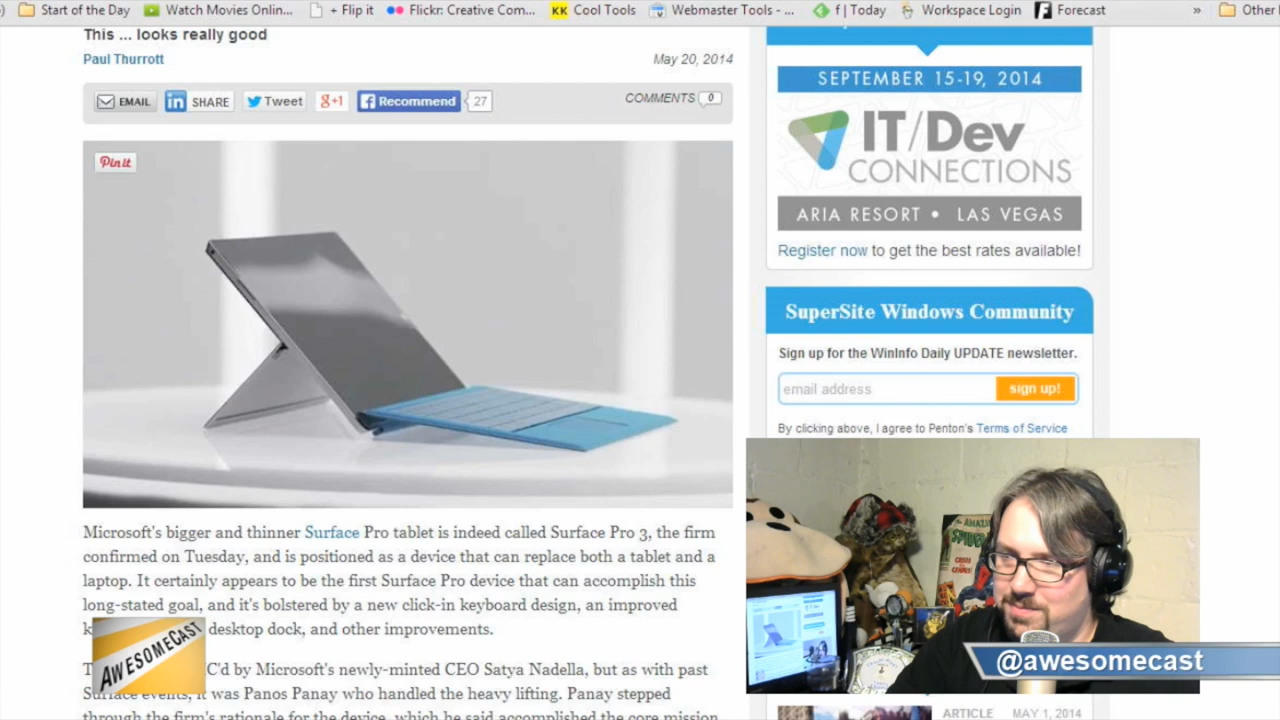 Start of the Day
Watch Movies Onlin...
+ Flip it
Flickr: Creative Com...
KK Cool Tools
Webmaster Tools - ...
f | Today
Workspace Login
Forecast
»
Other
This ... looks really good
Paul Thurrott
May 20, 2014
EMAIL
in SHARE
Tweet
g+1
f Recommend
27
COMMENTS 0
Pin it
Microsoft's bigger and thinner Surface Pro tablet is indeed called Surface Pro 3, the firm
confirmed on Tuesday, and is positioned as a device that can replace both a tablet and a
laptop. It certainly appears to be the first Surface Pro device that can accomplish this
long-stated goal, and it's bolstered by a new click-in keyboard design, an improved
desktop dock, and other improvements.
C'd by Microsoft's newly-minted CEO Satya Nadella, but as with past
Surface events, it was Panos Panay who handled the heavy lifting. Panay stepped
through the firm's rationale for the device, which he said accomplished the core mission
AWESOMECAST
SEPTEMBER 15-19, 2014
IT/Dev
CONNECTIONS
ARIA RESORT • LAS VEGAS
Register now to get the best rates available!
SuperSite Windows Community
Sign up for the WinInfo Daily UPDATE newsletter.
email address
sign up!
By clicking above, I agree to Penton's Terms of Service
AMAZING
SPIDER
@awesomecast
ARTICLE MAY 1, 2014